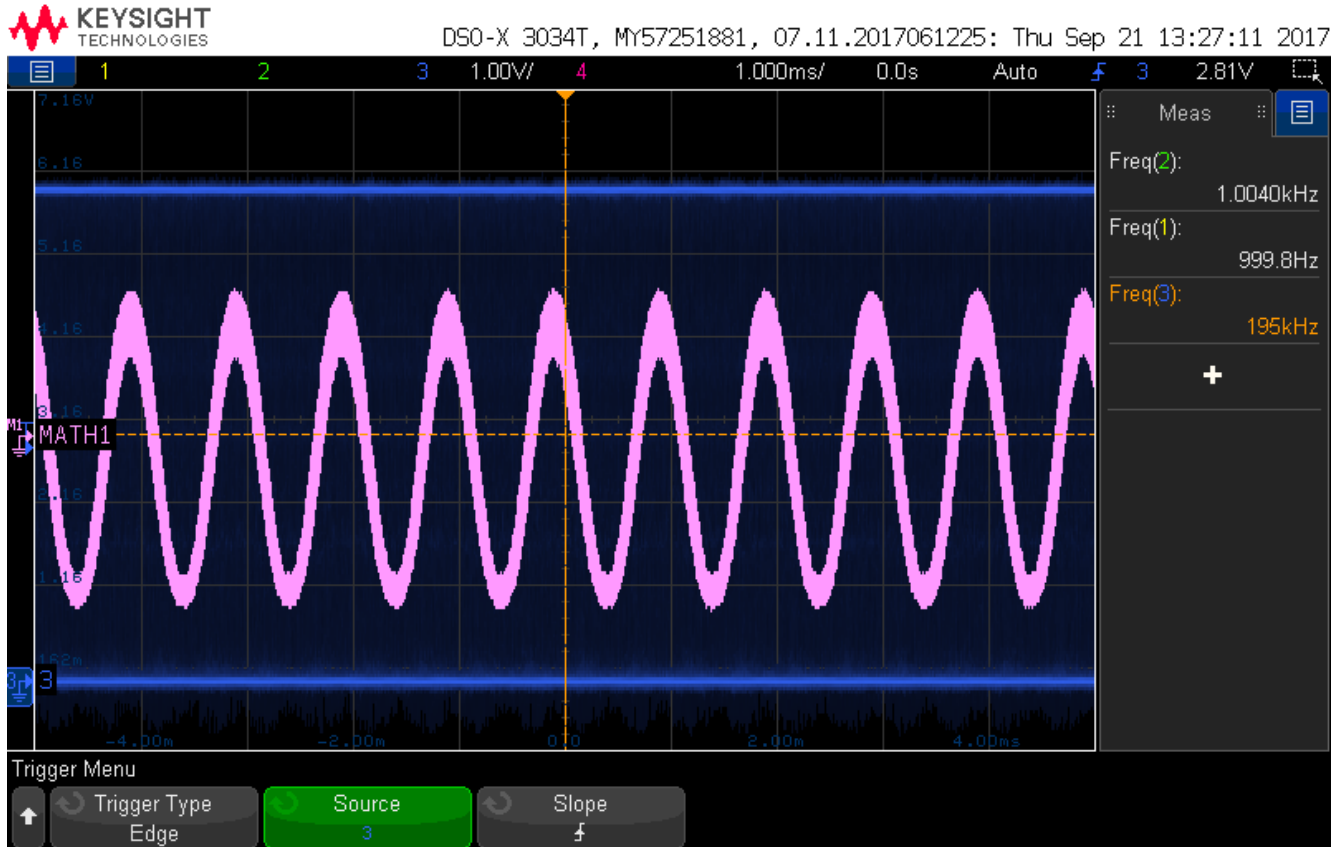 KEYSIGHT
TECHNOLOGIES
DSO-X 3034T, MY57251881, 07.11.2017061225: Thu Sep 21 13:27:11 2017
1 2 3 1.00V/ 4 1.000ms/ 0.0s Auto 3 2.81V
7.16V
6.16
5.16
4.16
3.16
M1
MATH1
2.16
1.16
162m
3 3
-4.00m -2.00m 0.0 2.00m 4.00ms
Meas
Freq(2):
1.0040kHz
Freq(1):
999.8Hz
Freq(3):
195kHz
+
Trigger Menu
Trigger Type Source Slope
Edge 3